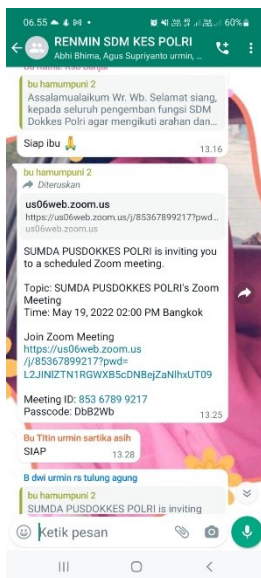 06.55
60%
RENMIN SDM KES POLRI
Abhi Bhima, Agus Supriyanto urmin, ...
bu hamumpuni 2
Assalamualaikum Wr. Wb. Selamat siang,
kepada seluruh pengemban fungsi SDM
Dokkes Polri agar mengikuti arahan dan...
Siap ibu 🙏
13.16
bu hamumpuni 2
Diteruskan
us06web.zoom.us
https://us06web.zoom.us/j/85367899217?pwd...
us06web.zoom.us
SUMDA PUSDOKKES POLRI is inviting you
to a scheduled Zoom meeting.
Topic: SUMDA PUSDOKKES POLRI's Zoom
Meeting
Time: May 19, 2022 02:00 PM Bangkok
Join Zoom Meeting
https://us06web.zoom.us
/j/85367899217?pwd=
L2JINlZTN1RGWXB5cDNBejZaNlhxUT09
Meeting ID: 853 6789 9217
Passcode: DbB2Wb
13.25
Bu TItin urmin sartika asih
SIAP
13.28
B dwi urmin rs tulung agung
bu hamumpuni 2
SUMDA PUSDOKKES POLRI is inviting
Ketik pesan